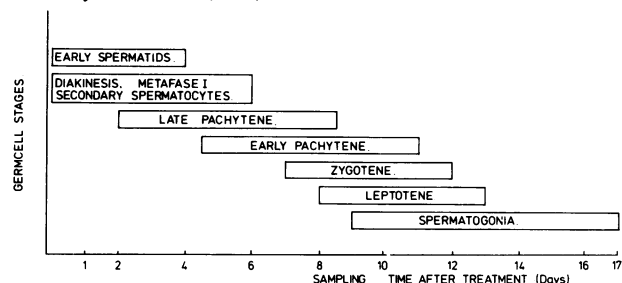 EARLY SPERMATIDS.
DIAKINESIS. METAFASE I
SECONDARY SPERMATOCYTES.
LATE PACHYTENE.
EARLY PACHYTENE.
ZYGOTENE.
LEPTOTENE
SPERMATOGONIA.
GERMCELL STAGES
1 2 4 6 8 10 12 14 16 17
SAMPLING TIME AFTER TREATMENT (Days)